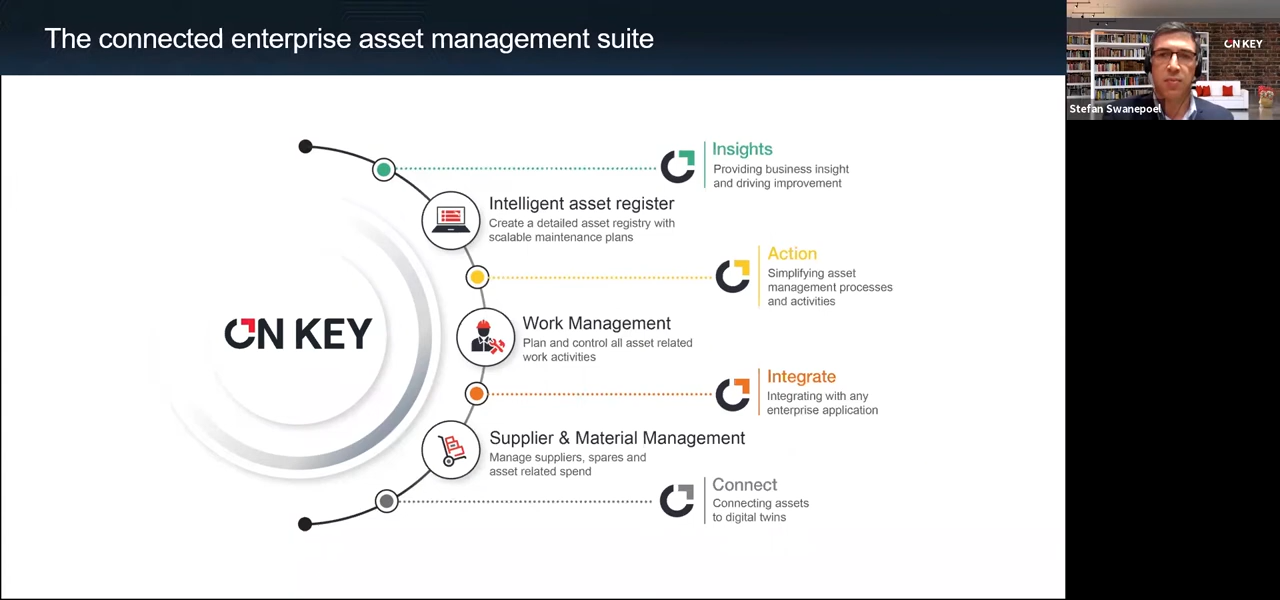 The connected enterprise asset management suite
ON KEY
Stefan Swanepoel
Insights
Providing business insight
and driving improvement
Intelligent asset register
Create a detailed asset registry with
scalable maintenance plans
Action
Simplifying asset
management processes
and activities
ON KEY
Work Management
Plan and control all asset related
work activities
Integrate
Integrating with any
enterprise application
Supplier & Material Management
Manage suppliers, spares and
asset related spend
Connect
Connecting assets
to digital twins